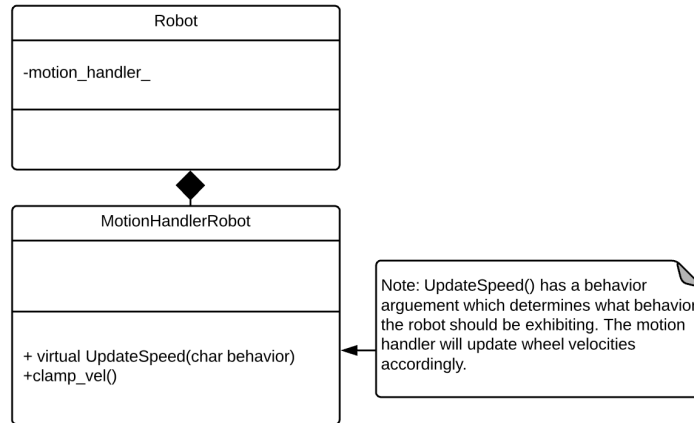 Robot
-motion_handler_
MotionHandlerRobot
+ virtual UpdateSpeed(char behavior)
+clamp_vel()
Note: UpdateSpeed() has a behavior
arguement which determines what behavior
the robot should be exhibiting. The motion
handler will update wheel velocities
accordingly.